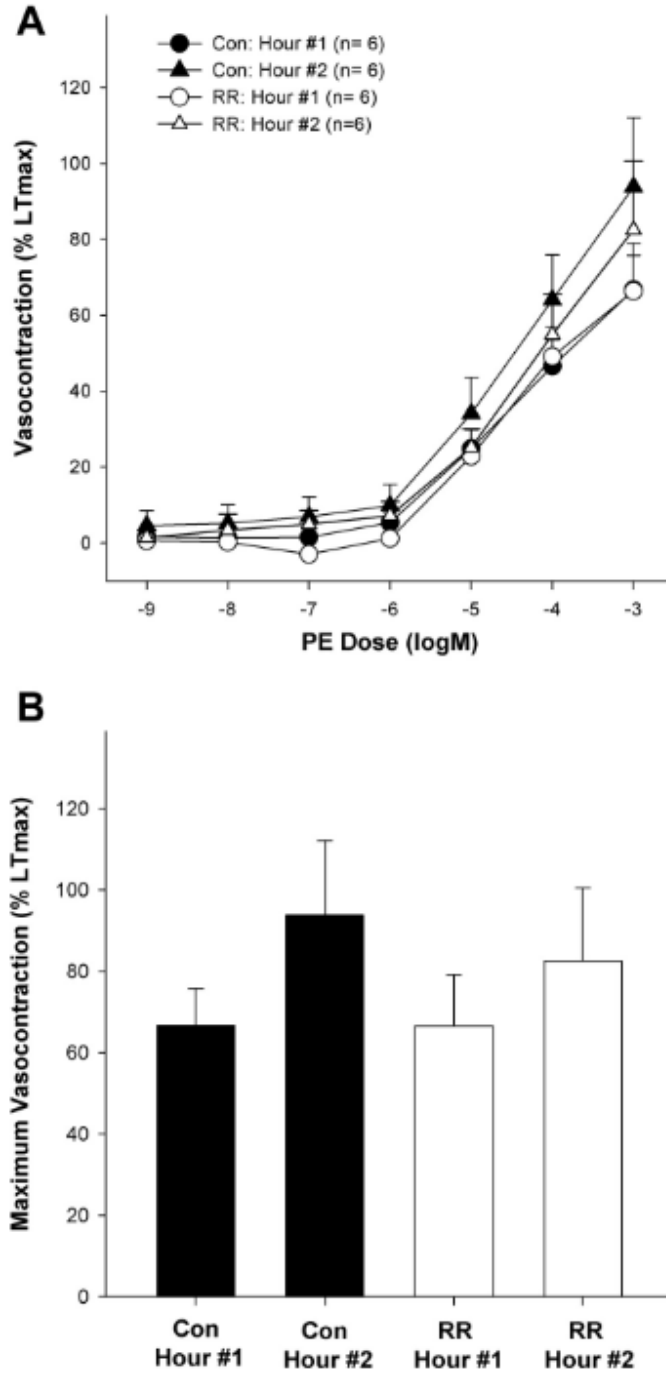 A
Con: Hour #1 (n= 6)
Con: Hour #2 (n= 6)
RR: Hour #1 (n= 6)
RR: Hour #2 (n=6)
Vasocontraction (% LTmax)
120
100
80
60
40
20
0
-9 -8 -7 -6 -5 -4 -3
PE Dose (logM)
B
Maximum Vasocontraction (% LTmax)
120
100
80
60
40
20
0
Con Con RR RR
Hour #1 Hour #2 Hour #1 Hour #2